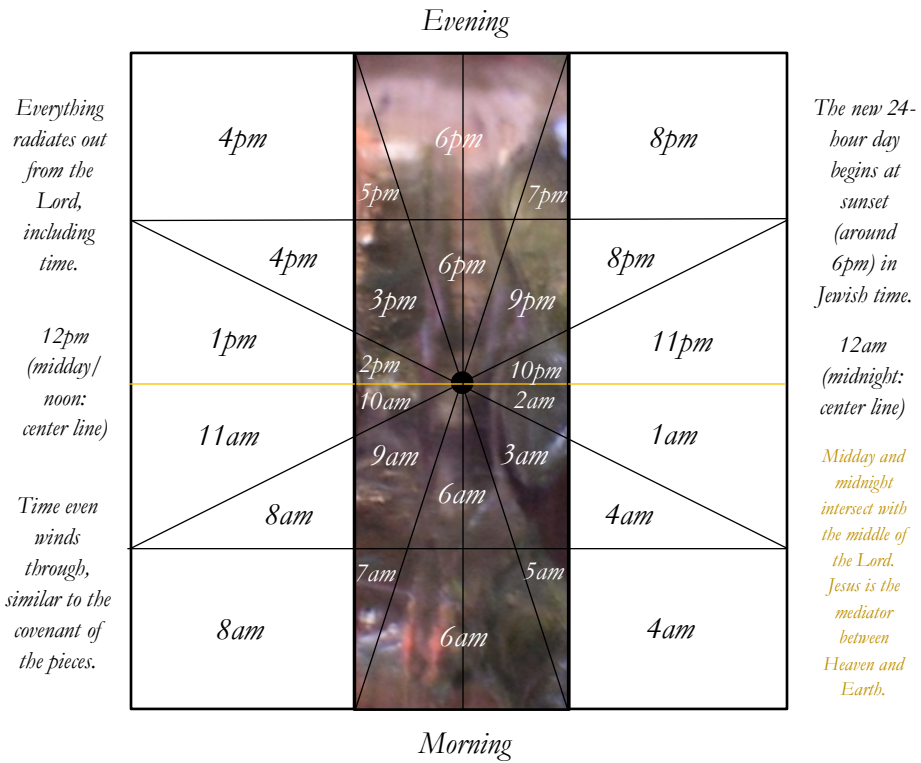 Evening
Everything
radiates out
from the
Lord,
including
time.
12pm
(midday/
noon:
center line)
Time even
winds
through,
similar to the
covenant of
the pieces.
4pm
6pm
8pm
5pm
7pm
4pm
6pm
8pm
3pm
9pm
1pm
11pm
2pm
10pm
10am
2am
11am
1am
9am
3am
6am
8am
4am
7am
5am
8am
6am
4am
The new 24-
hour day
begins at
sunset
(around
6pm) in
Jewish time.
12am
(midnight:
center line)
Midday and
midnight
intersect with
the middle of
the Lord.
Jesus is the
mediator
between
Heaven and
Earth.
Morning